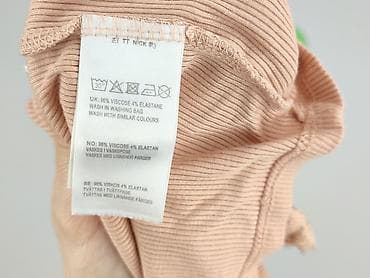 UK: 96% VISCOSE 4% ELASTANE
WASH IN WASHING BAG
WASH WITH SIMILAR COLOURS
NO: 96% VISCOSE 4% ELASTAN
VASKES I VASKEPOSE
VASKES MED LIGNENDE FARGER
SE: 96% VISKOS 4% ELASTAN
TVÄTTAS I TVÄTTPÅSE
TVÄTTAS MED LIKNANDE FÄRGER